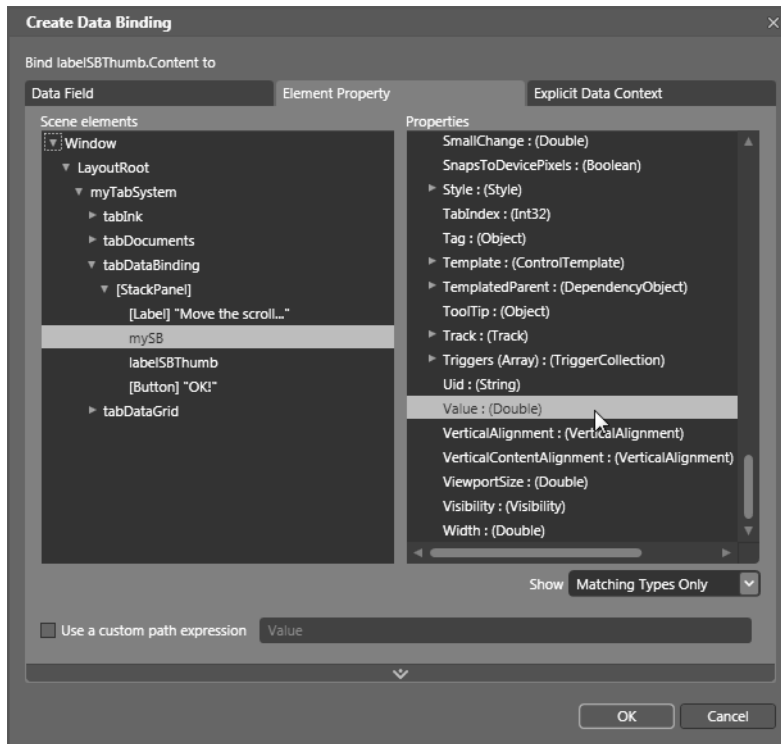 Create Data Binding
Bind labelSBThumb.Content to
Data Field
Element Property
Explicit Data Context
Scene elements
Window
LayoutRoot
myTabSystem
tabInk
tabDocuments
tabDataBinding
[StackPanel]
[Label] "Move the scroll..."
mySB
labelSBThumb
[Button] "OK!"
tabDataGrid
Properties
SmallChange : (Double)
SnapsToDevicePixels : (Boolean)
Style : (Style)
TabIndex : (Int32)
Tag : (Object)
Template : (ControlTemplate)
TemplatedParent : (DependencyObject)
ToolTip : (Object)
Track : (Track)
Triggers (Array) : (TriggerCollection)
Uid : (String)
Value : (Double)
VerticalAlignment : (VerticalAlignment)
VerticalContentAlignment : (VerticalAlignment)
ViewportSize : (Double)
Visibility : (Visibility)
Width : (Double)
Show Matching Types Only
Use a custom path expression Value
OK Cancel